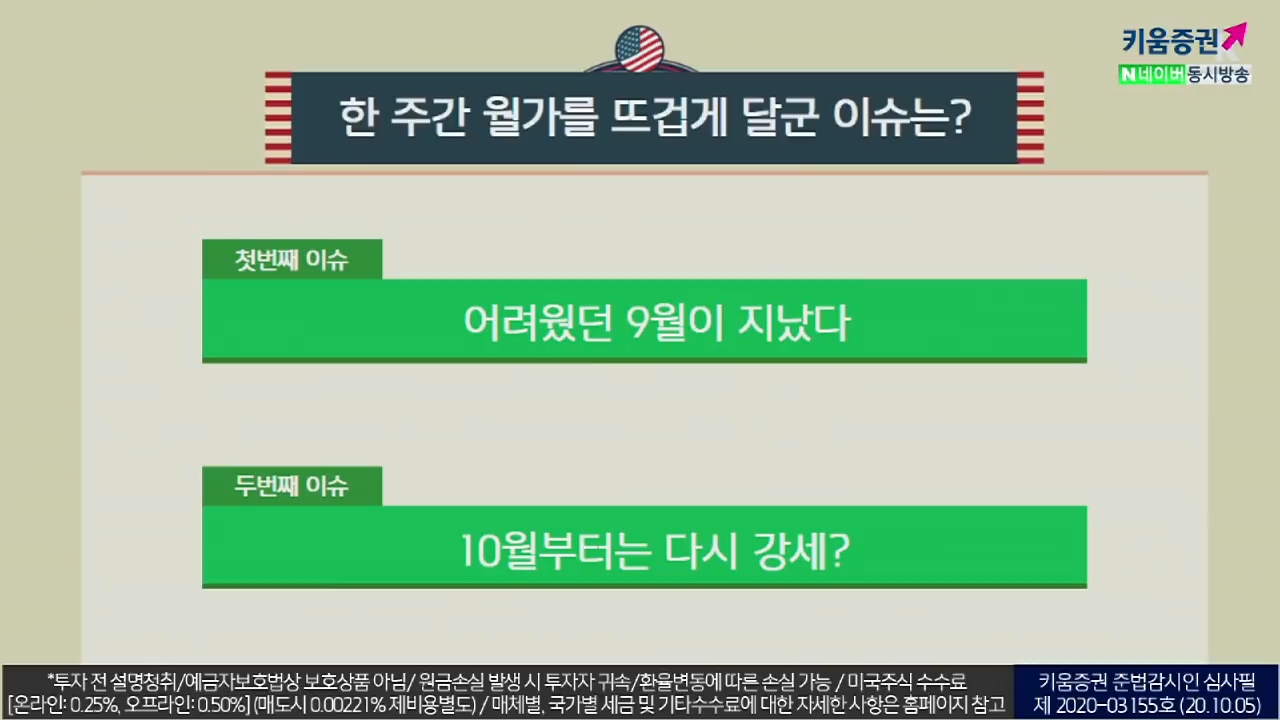 키움증권
N 네이버 동시방송
한 주간 월가를 뜨겁게 달군 이슈는?
첫번째 이슈
어려웠던 9월이 지났다
두번째 이슈
10월부터는 다시 강세?
*투자 전 설명청취/예금자보호법상 보호상품 아님/ 원금손실 발생 시 투자자 귀속/환율변동에 따른 손실 가능 / 미국주식 수수료
[온라인: 0.25%, 오프라인: 0.50%] (매도시 0.00221% 제비용별도) / 매체별, 국가별 세금 및 기타수수료에 대한 자세한 사항은 홈페이지 참고
키움증권 준법감시인 심사필
제 2020-03155호 (20.10.05)